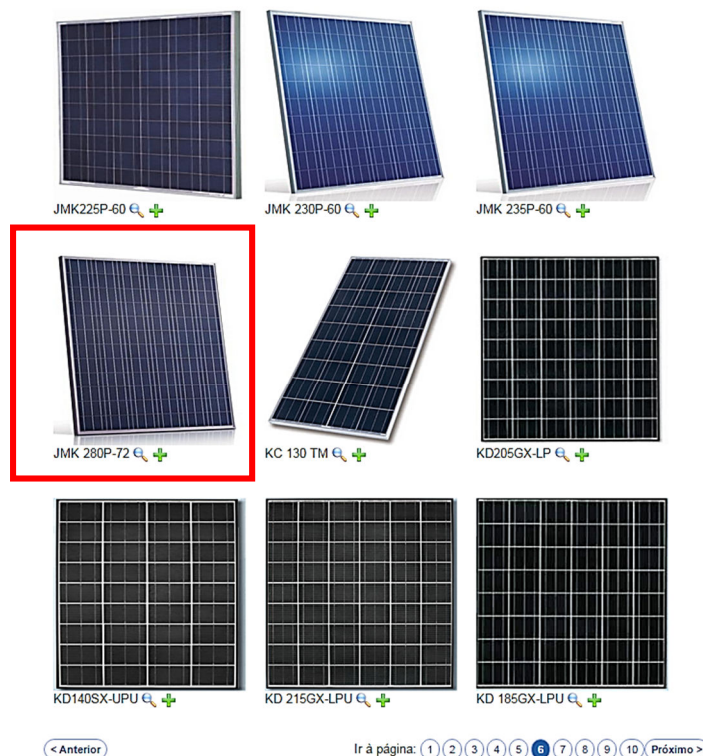 JMK225P-60
JMK 230P-60
JMK 235P-60
JMK 280P-72
KC 130 TM
KD205GX-LP
KD140SX-UPU
KD 215GX-LPU
KD 185GX-LPU
< Anterior
Ir à página: 1 2 3 4 5 6 7 8 9 10 Próximo >